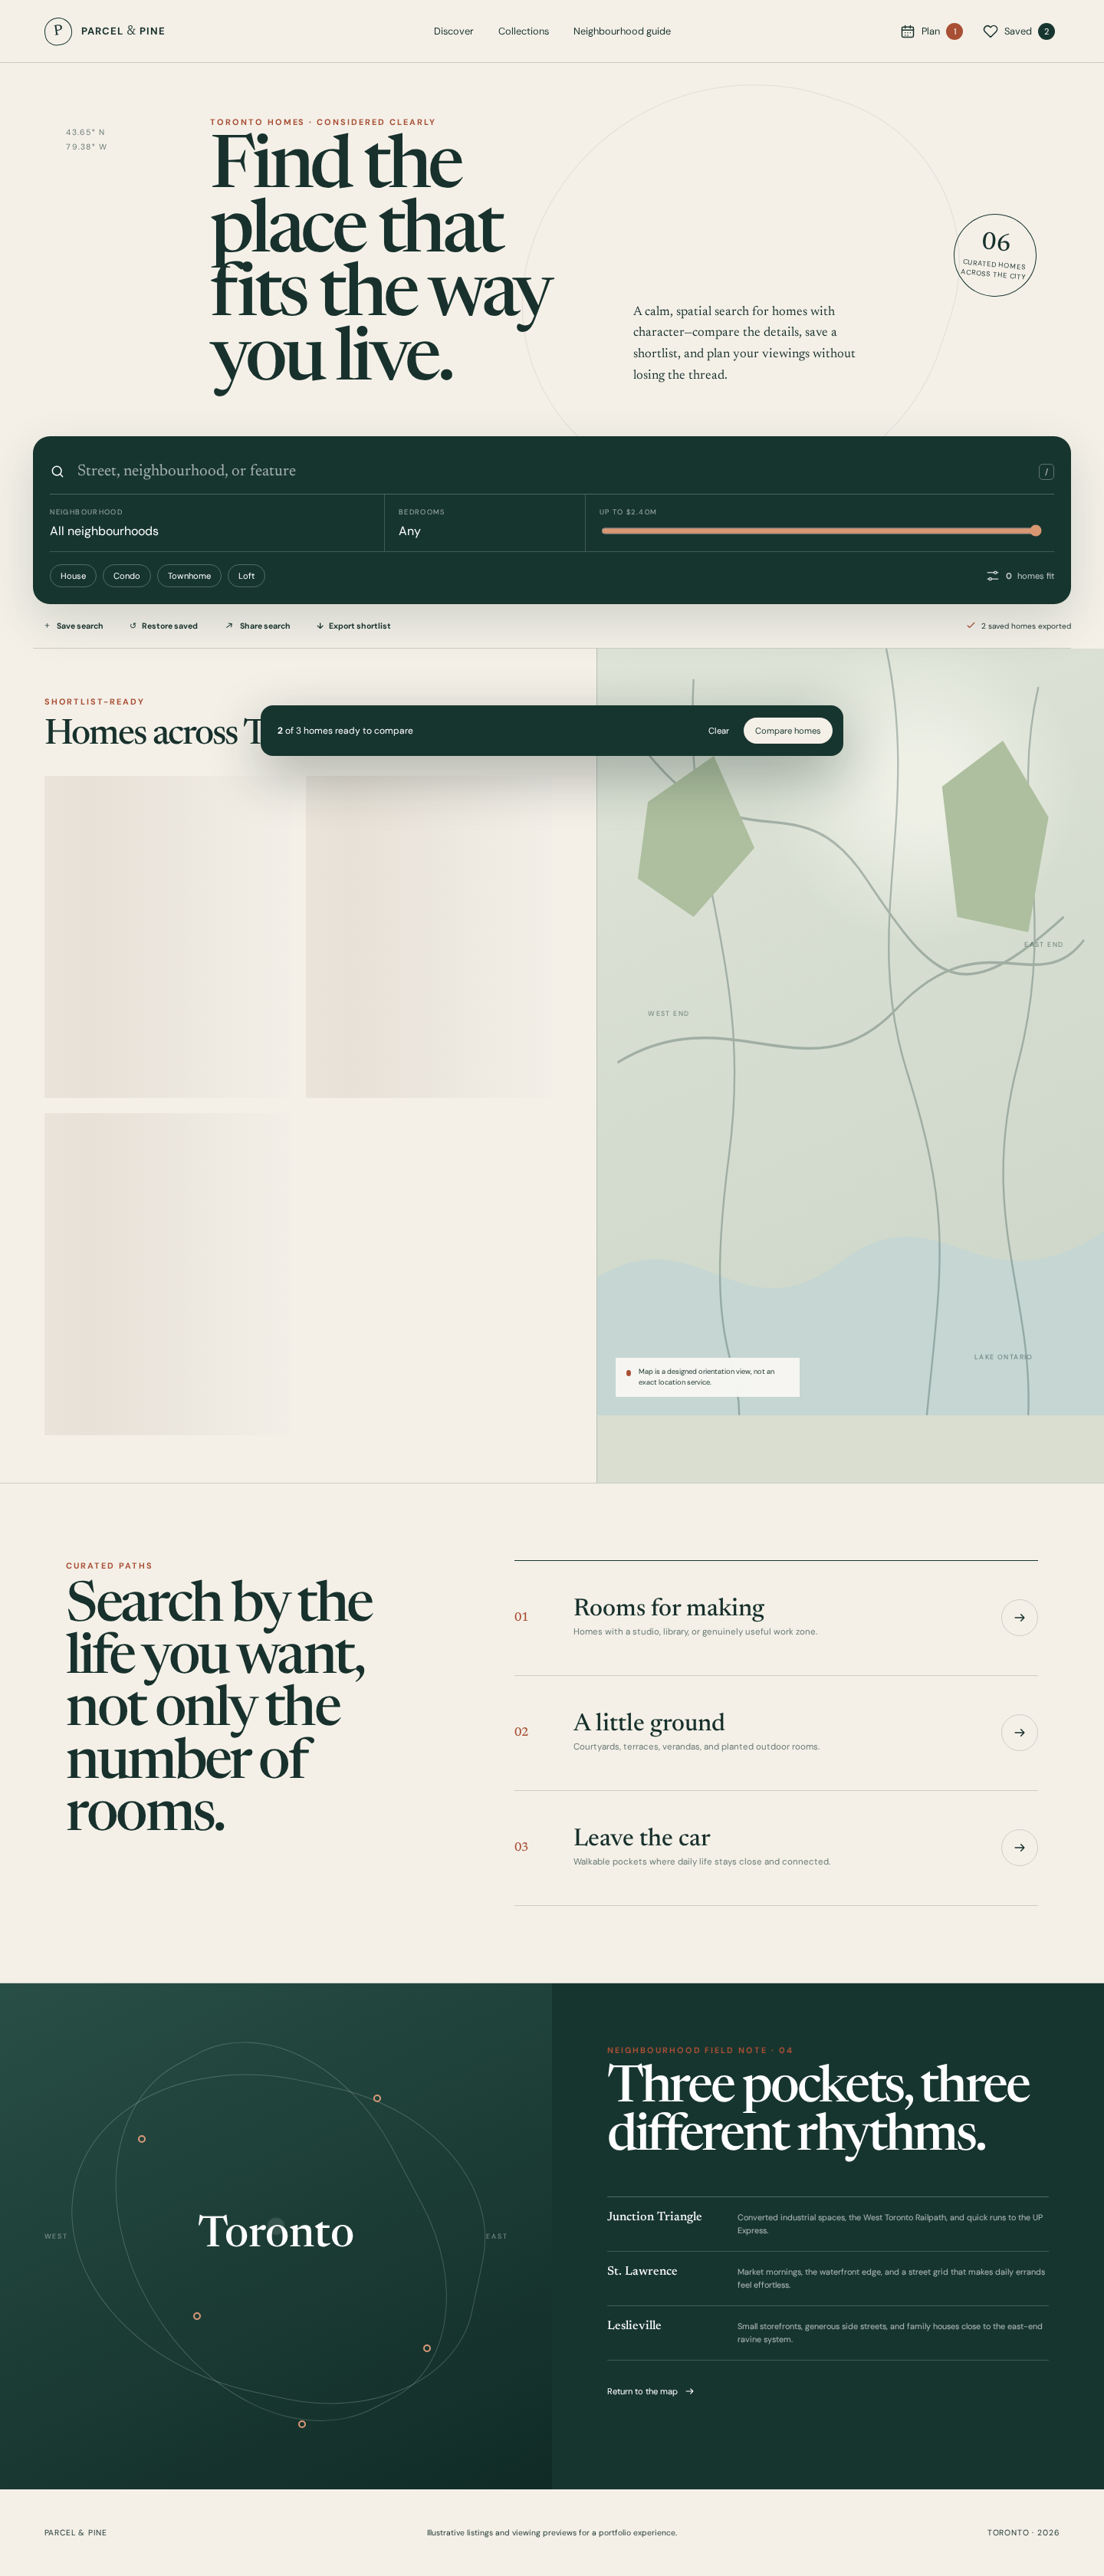 P
PARCEL & PINE
Discover
Collections
Neighbourhood guide
Plan
1
Saved
2
43.65° N
79.38° W
TORONTO HOMES · CONSIDERED CLEARLY
Find the
place that
fits the way
you live.
A calm, spatial search for homes with
character—compare the details, save a
shortlist, and plan your viewings without
losing the thread.
06
CURATED HOMES
ACROSS THE CITY
Street, neighbourhood, or feature
/
NEIGHBOURHOOD
All neighbourhoods
BEDROOMS
Any
UP TO $2.40M
House
Condo
Townhome
Loft
0 homes fit
+ Save search
↺ Restore saved
↗ Share search
↓ Export shortlist
2 saved homes exported
SHORTLIST-READY
Homes across T
2 of 3 homes ready to compare
Clear
Compare homes
EAST END
WEST END
LAKE ONTARIO
Map is a designed orientation view, not an
exact location service.
CURATED PATHS
Search by the
life you want,
not only the
number of
rooms.
01
Rooms for making
Homes with a studio, library, or genuinely useful work zone.
02
A little ground
Courtyards, terraces, verandas, and planted outdoor rooms.
03
Leave the car
Walkable pockets where daily life stays close and connected.
WEST
Toronto
EAST
NEIGHBOURHOOD FIELD NOTE · 04
Three pockets, three
different rhythms.
Junction Triangle
Converted industrial spaces, the West Toronto Railpath, and quick runs to the UP
Express.
St. Lawrence
Market mornings, the waterfront edge, and a street grid that makes daily errands
feel effortless.
Leslieville
Small storefronts, generous side streets, and family houses close to the east-end
ravine system.
Return to the map →
PARCEL & PINE
Illustrative listings and viewing previews for a portfolio experience.
TORONTO · 2026